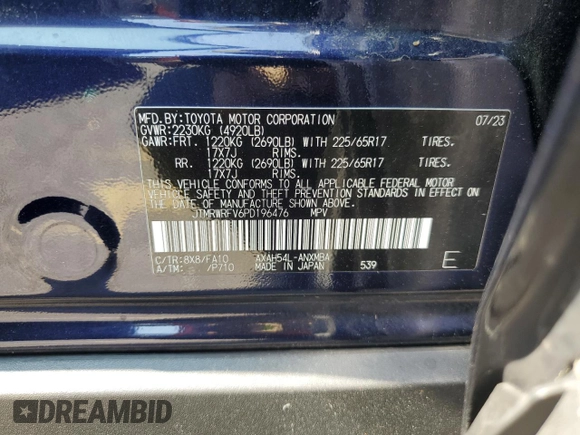 MFD.BY:TOYOTA MOTOR CORPORATION 07/23
GVWR:2230KG (4920LB)
GAWR:FRT. 1220KG (2690LB) WITH 225/65R17 TIRES.
17X7J RIMS.
RR. 1220KG (2690LB) WITH 225/65R17 TIRES.
17X7J RIMS.
THIS VEHICLE CONFORMS TO ALL APPLICABLE FEDERAL MOTOR
VEHICLE SAFETY AND THEFT PREVENTION STANDARDS IN EFFECT ON
THE DATE OF MANUFACTURE SHOWN ABOVE.
JTMRWRFV6PD196476 MPV
C/TR:8X8/FA10 AXAH54L-ANXMBA
A/TM: /P710 MADE IN JAPAN 539 E
DREAMBID